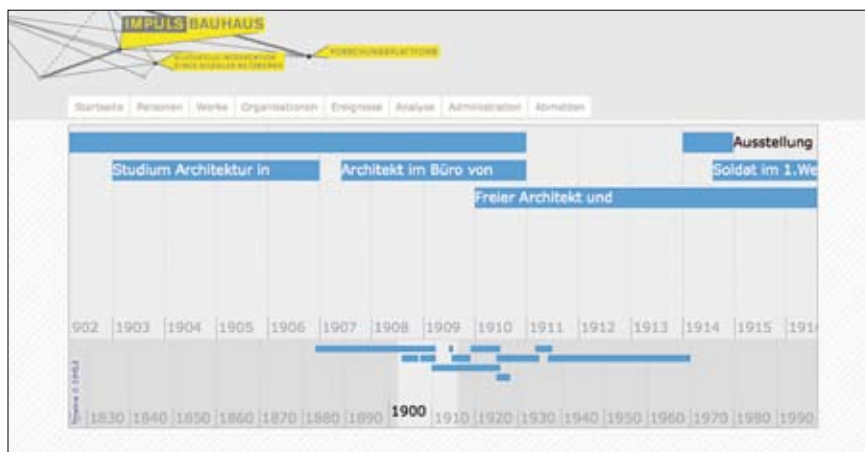 IMPULS BAUHAUS
FORSCHUNGSPLATTFORM
Startseite Personen Werke Organisationen Ereignisse Analyse Administration Abmelden
Ausstellung
Studium Architektur in Architekt im Büro von Soldat im 1.We
Freier Architekt und
902 1903 1904 1905 1906 1907 1908 1909 1910 1911 1912 1913 1914 1915 1916
1830 1840 1850 1860 1870 1880 1890 1900 1910 1920 1930 1940 1950 1960 1970 1980 1990